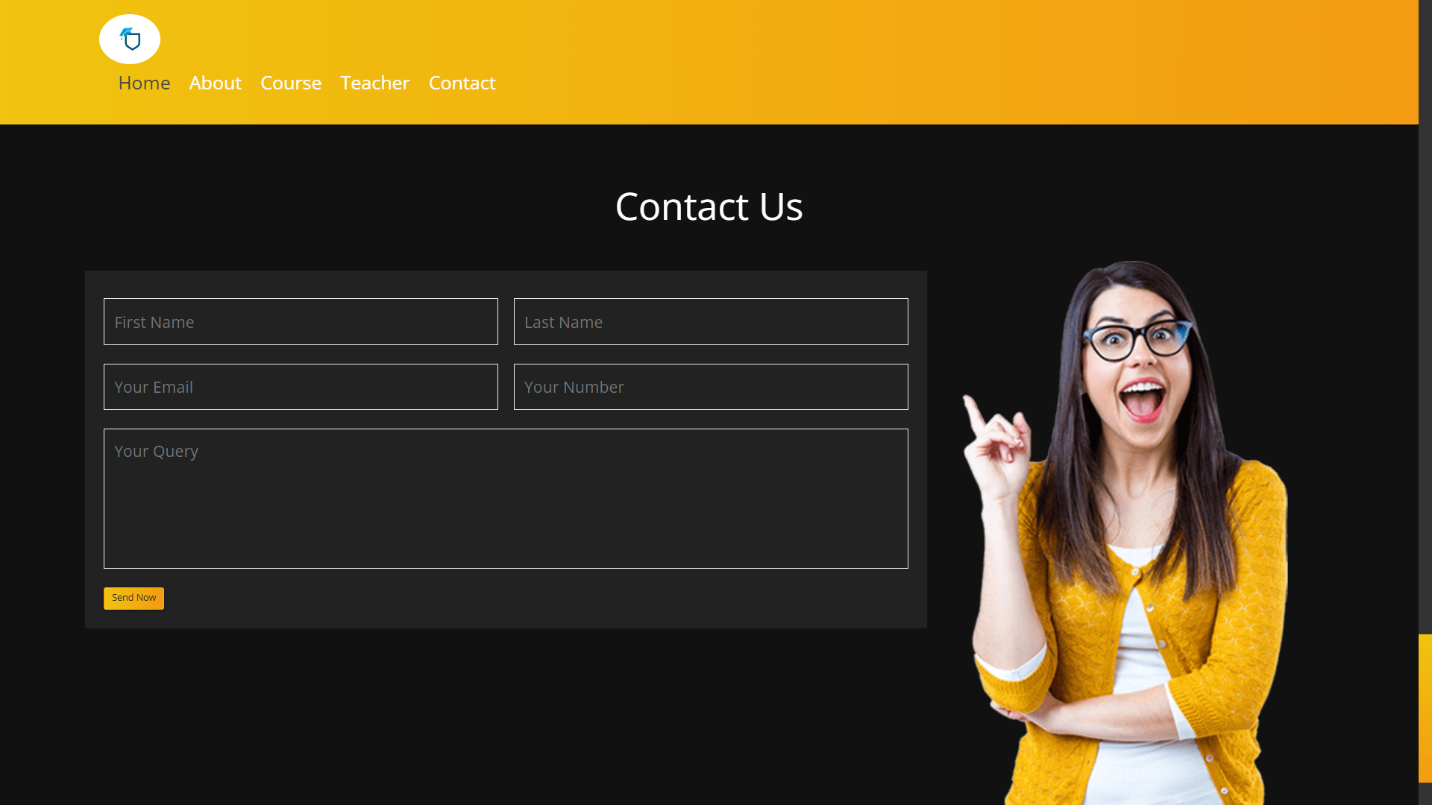 Home About Course Teacher Contact
Contact Us
First Name Last Name
Your Email Your Number
Your Query
Send Now